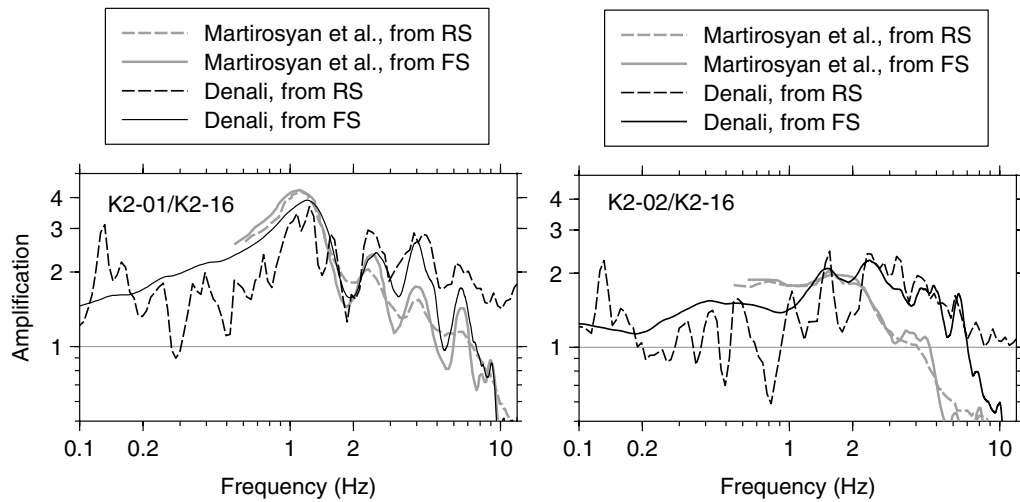 Martirosyan et al., from RS
Martirosyan et al., from FS
Denali, from RS
Denali, from FS
Martirosyan et al., from RS
Martirosyan et al., from FS
Denali, from RS
Denali, from FS
K2-01/K2-16
4
3
2
1
Amplification
0.1
0.2
1
2
10
Frequency (Hz)
K2-02/K2-16
4
3
2
1
0.1
0.2
1
2
10
Frequency (Hz)